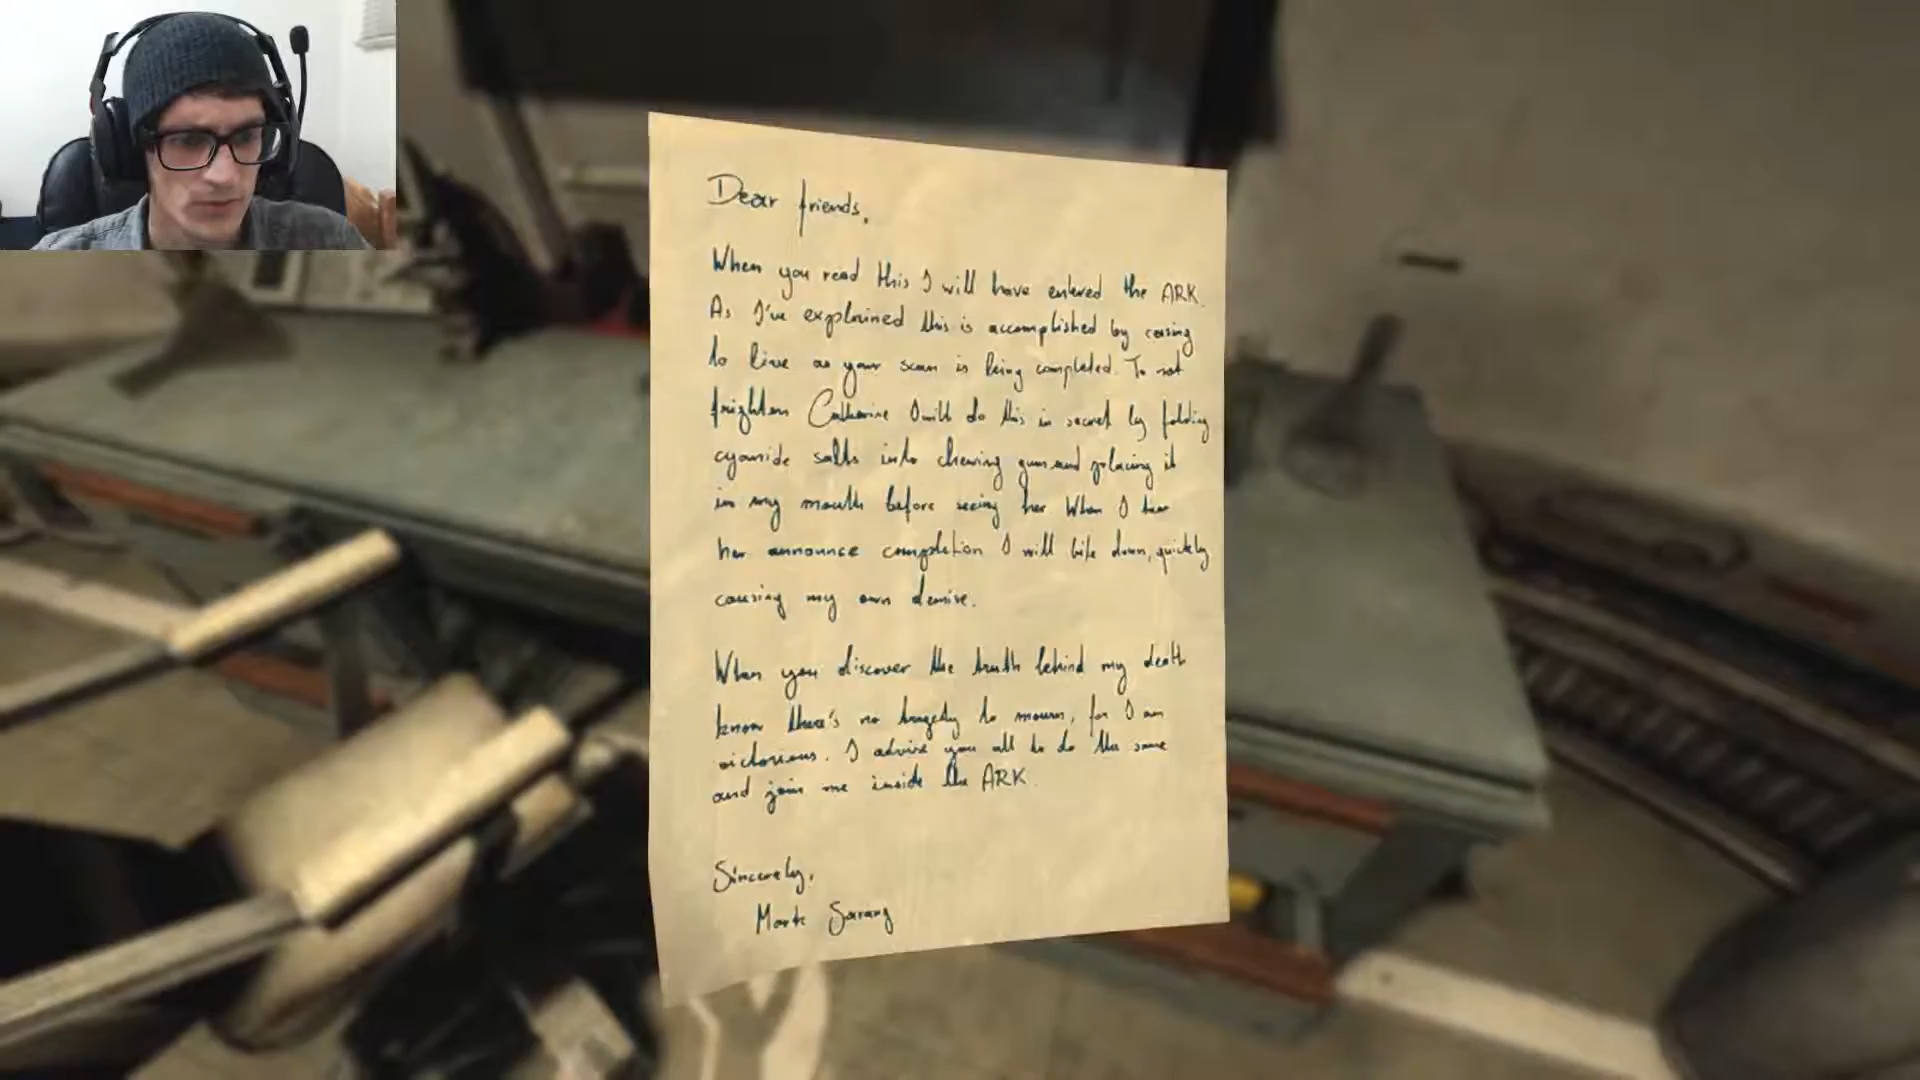 Dear friends,
When you read this I will have entered the ARK.
As I've explained this is accomplished by ceasing
to live as your scan is being completed. To not
frighten Catherine I will do this in secret by folding
cyanide salts into chewing gum and placing it
in my mouth before seeing her When I hear
her announce completion I will bite down, quickly
causing my own demise.
When you discover the truth behind my death
know there's no tragedy to mourn, for I am
victorious. I advise you all to do the same
and join me inside the ARK.
Sincerely,
Mark Sarang